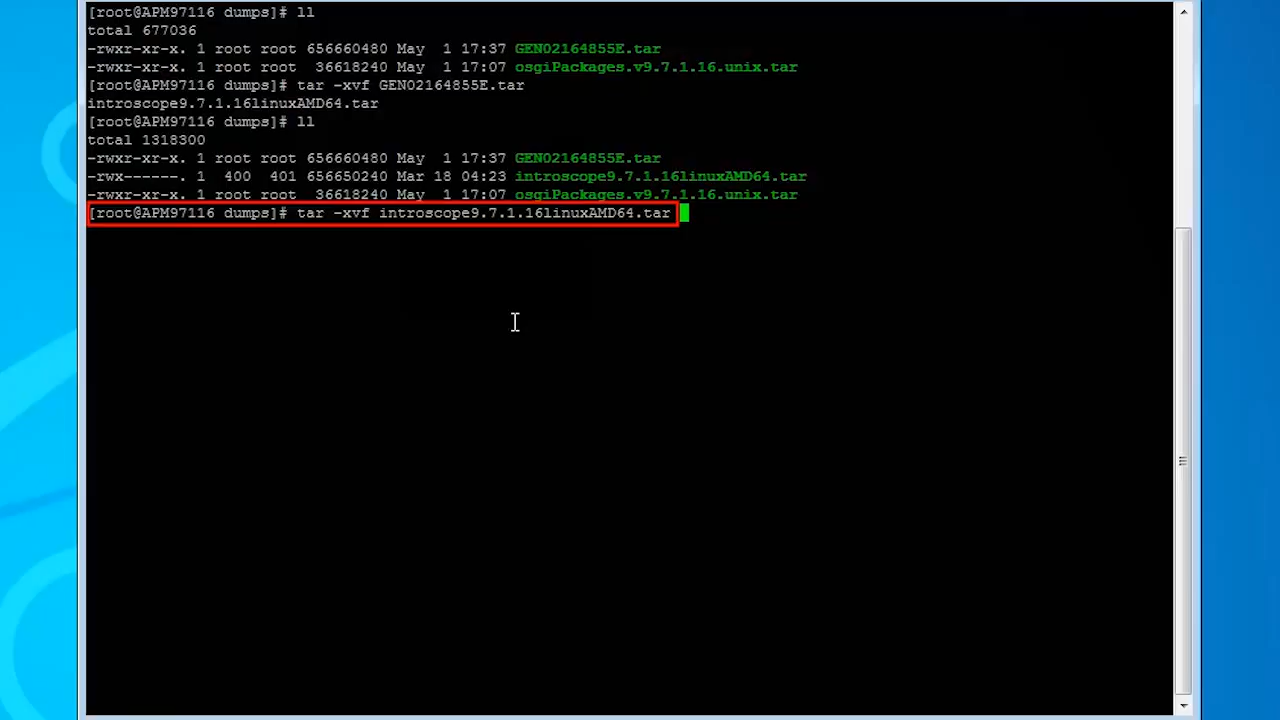 [root@APM97116 dumps]# ll
total 677036
-rwxr-xr-x. 1 root root 656660480 May  1 17:37 GEN02164855E.tar
-rwxr-xr-x. 1 root root  36618240 May  1 17:07 osgiPackages.v9.7.1.16.unix.tar
[root@APM97116 dumps]# tar -xvf GEN02164855E.tar
introscope9.7.1.16linuxAMD64.tar
[root@APM97116 dumps]# ll
total 1318300
-rwxr-xr-x. 1 root root 656660480 May  1 17:37 GEN02164855E.tar
-rwx------. 1  400  401 656650240 Mar 18 04:23 introscope9.7.1.16linuxAMD64.tar
-rwxr-xr-x. 1 root root  36618240 May  1 17:07 osgiPackages.v9.7.1.16.unix.tar
[root@APM97116 dumps]# tar -xvf introscope9.7.1.16linuxAMD64.tar